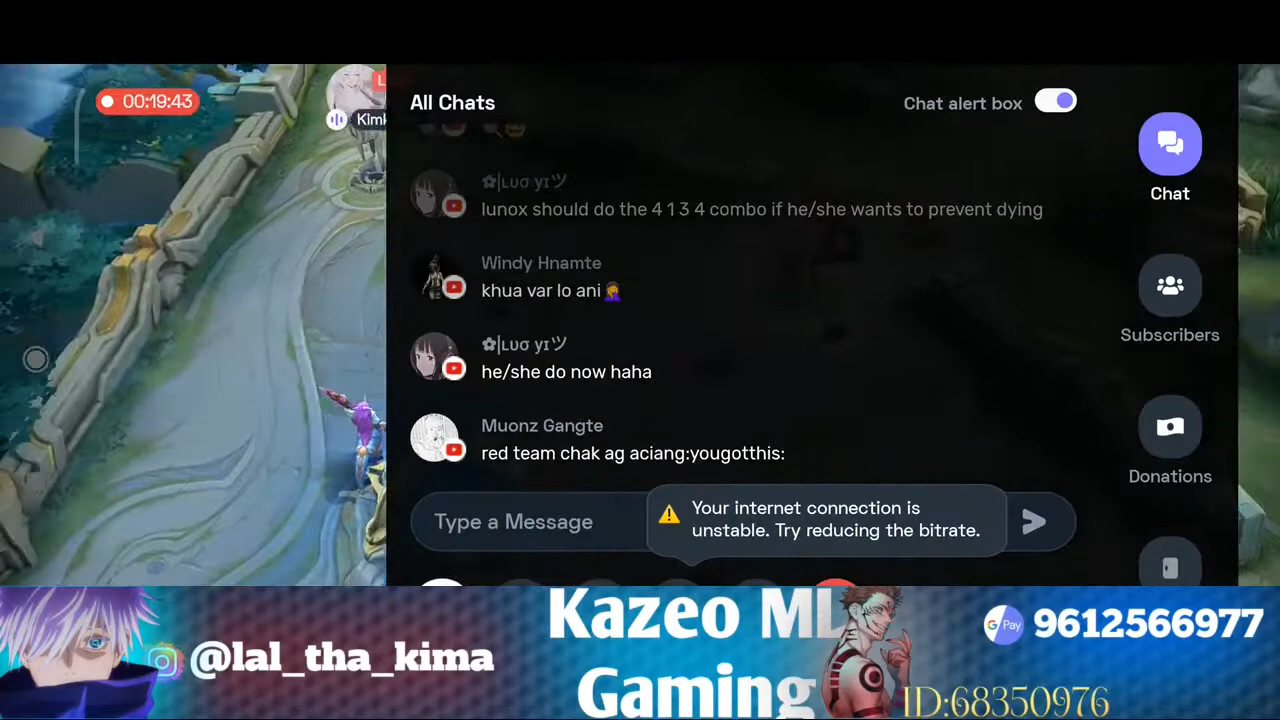 00:19:43
All Chats
Chat alert box
Chat
✿|ʟυσ уɪツ
lunox should do the 4 1 3 4 combo if he/she wants to prevent dying
Windy Hnamte
khua var lo ani🤦‍♀️
✿|ʟυσ уɪツ
he/she do now haha
Muonz Gangte
red team chak ag aciang:yougotthis:
Subscribers
Donations
Type a Message
Your internet connection is
unstable. Try reducing the bitrate.
@lal_tha_kima
Kazeo ML
Gaming
G Pay 9612566977
ID:68350976